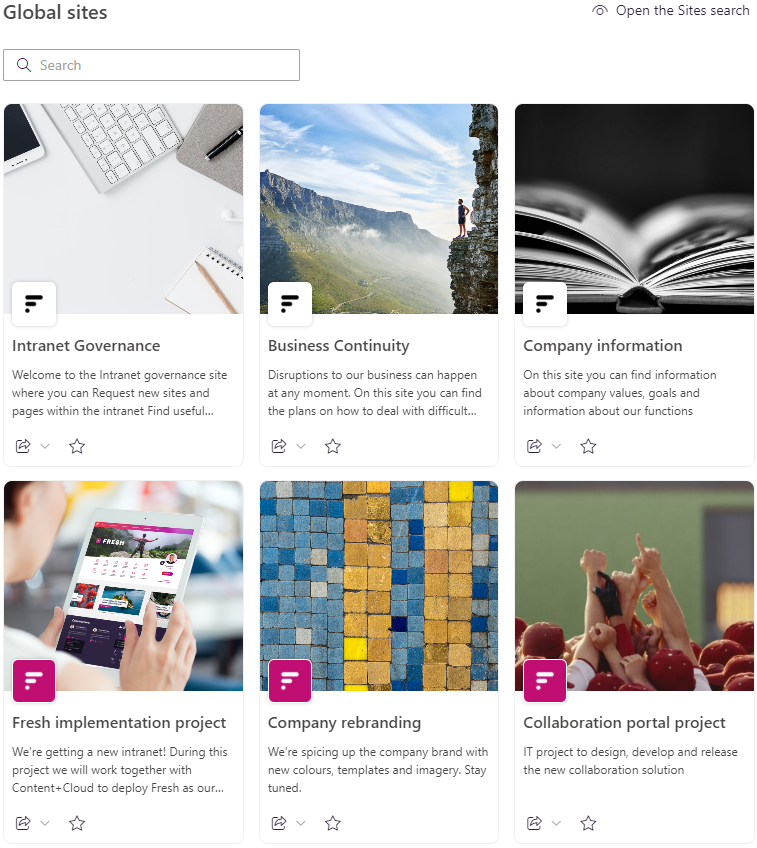 Global sites
Open the Sites search
Search
Intranet Governance
Welcome to the Intranet governance site
where you can Request new sites and
pages within the intranet Find useful...
Business Continuity
Disruptions to our business can happen
at any moment. On this site you can find
the plans on how to deal with difficult...
Company information
On this site you can find information
about company values, goals and
information about our functions
FRESH
Fresh implementation project
We're getting a new intranet! During this
project we will work together with
Content+Cloud to deploy Fresh as our...
Company rebranding
We're spicing up the company brand with
new colours, templates and imagery. Stay
tuned.
Collaboration portal project
IT project to design, develop and release
the new collaboration solution